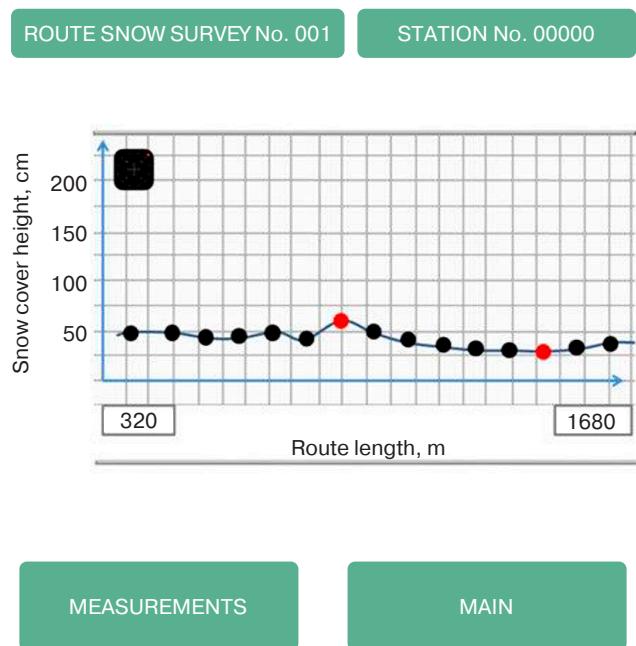 ROUTE SNOW SURVEY No. 001
STATION No. 00000
Snow cover height, cm
200
150
100
50
320
1680
Route length, m
MEASUREMENTS
MAIN